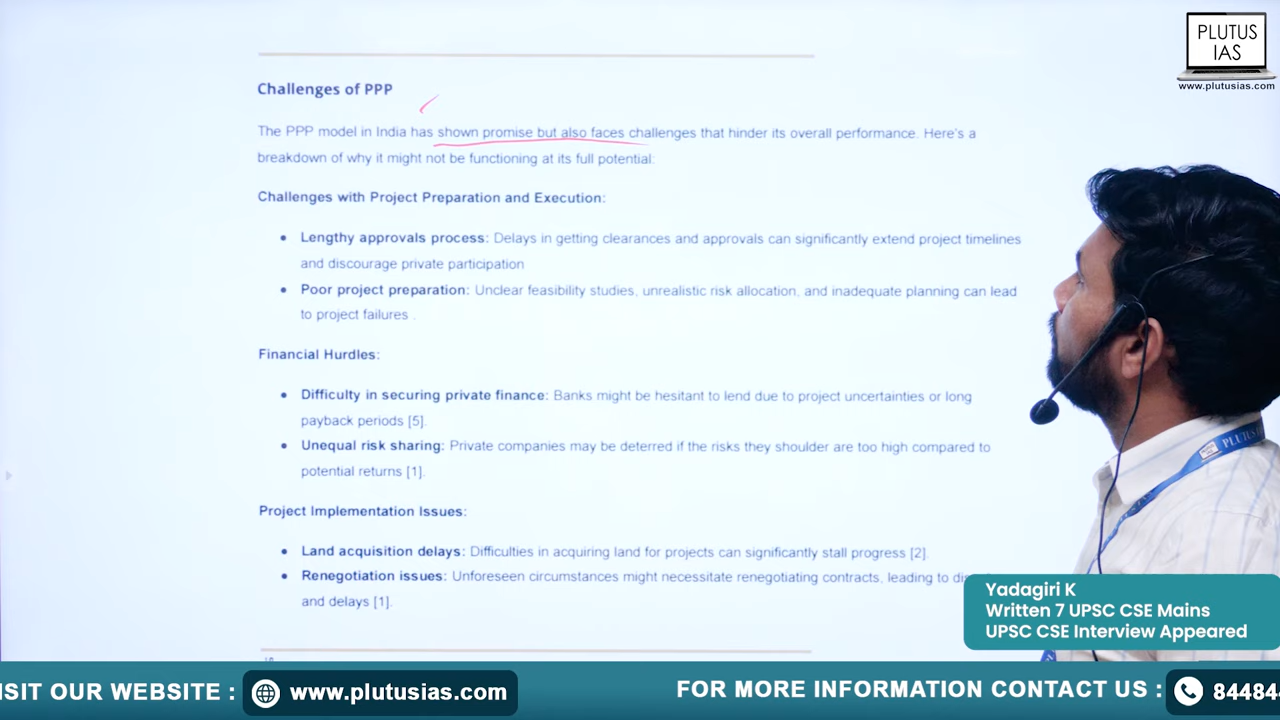 PLUTUS
IAS
www.plutusias.com
Challenges of PPP
The PPP model in India has shown promise but also faces challenges that hinder its overall performance. Here's a
breakdown of why it might not be functioning at its full potential:
Challenges with Project Preparation and Execution:
• Lengthy approvals process: Delays in getting clearances and approvals can significantly extend project timelines
and discourage private participation
• Poor project preparation: Unclear feasibility studies, unrealistic risk allocation, and inadequate planning can lead
to project failures .
Financial Hurdles:
• Difficulty in securing private finance: Banks might be hesitant to lend due to project uncertainties or long
payback periods [5].
• Unequal risk sharing: Private companies may be deterred if the risks they shoulder are too high compared to
potential returns [1].
Project Implementation Issues:
• Land acquisition delays: Difficulties in acquiring land for projects can significantly stall progress [2].
• Renegotiation issues: Unforeseen circumstances might necessitate renegotiating contracts, leading to
and delays [1].
PLUTUS
Yadagiri K
Written 7 UPSC CSE Mains
UPSC CSE Interview Appeared
ISIT OUR WEBSITE : www.plutusias.com
FOR MORE INFORMATION CONTACT US : 84484